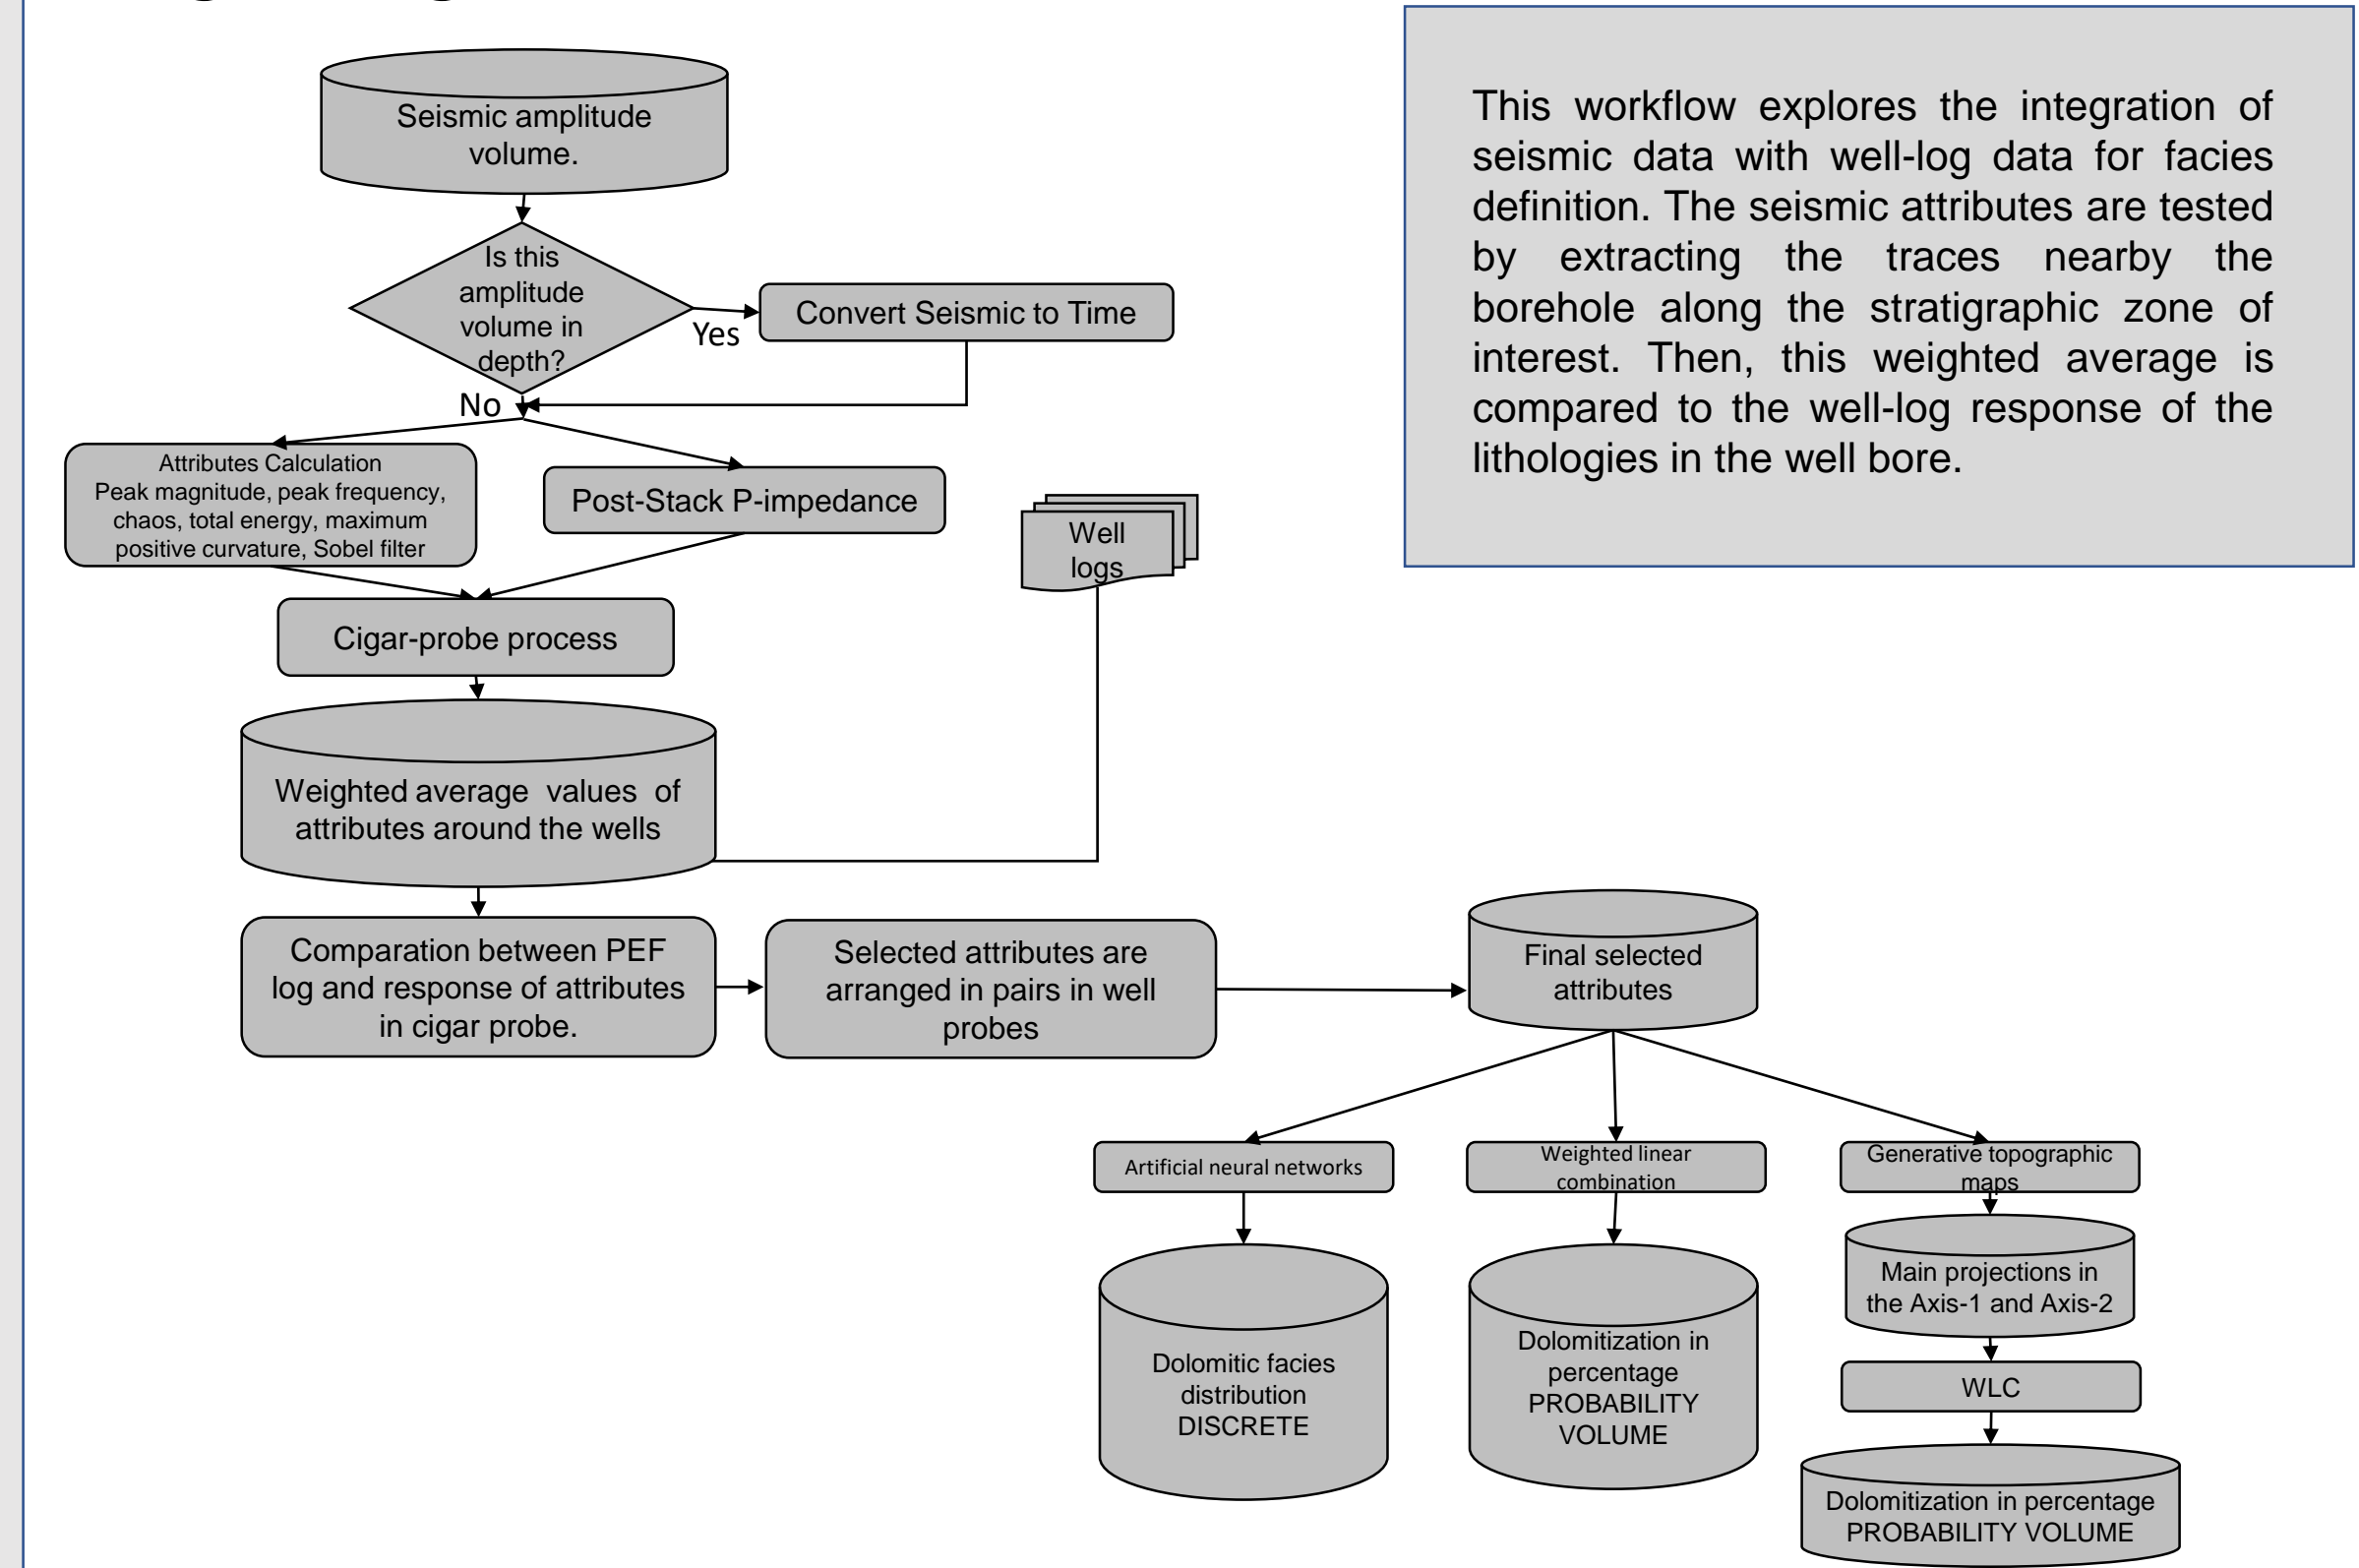 Seismic amplitude
volume.
Is this
amplitude
volume in
depth?
Yes
Convert Seismic to Time
No
Attributes Calculation
Peak magnitude, peak frequency,
chaos, total energy, maximum
positive curvature, Sobel filter
Post-Stack P-impedance
Well
logs
Cigar-probe process
Weighted average values of
attributes around the wells
Comparation between PEF
log and response of attributes
in cigar probe.
Selected attributes are
arranged in pairs in well
probes
Final selected
attributes
Artificial neural networks
Weighted linear
combination
Generative topographic
maps
Dolomitic facies
distribution
DISCRETE
Dolomitization in
percentage
PROBABILITY
VOLUME
Main projections in
the Axis-1 and Axis-2
WLC
Dolomitization in percentage
PROBABILITY VOLUME
This workflow explores the integration of
seismic data with well-log data for facies
definition. The seismic attributes are tested
by extracting the traces nearby the
borehole along the stratigraphic zone of
interest. Then, this weighted average is
compared to the well-log response of the
lithologies in the well bore.